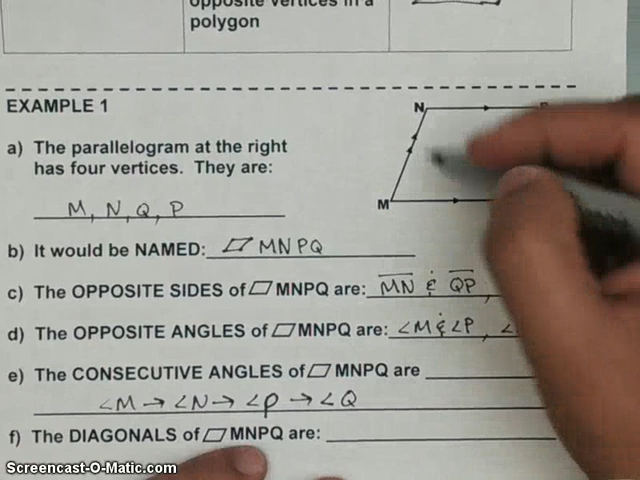 opposite vertices in a
polygon
EXAMPLE 1
N
a) The parallelogram at the right
has four vertices. They are:
M, N, Q, P
M
b) It would be NAMED: ▱ MNPQ
c) The OPPOSITE SIDES of ▱ MNPQ are: MN & QP
d) The OPPOSITE ANGLES of ▱ MNPQ are: ∠M & ∠P, ∠
e) The CONSECUTIVE ANGLES of ▱ MNPQ are
∠M → ∠N → ∠P → ∠Q
f) The DIAGONALS of ▱ MNPQ are:
Screencast-O-Matic.com